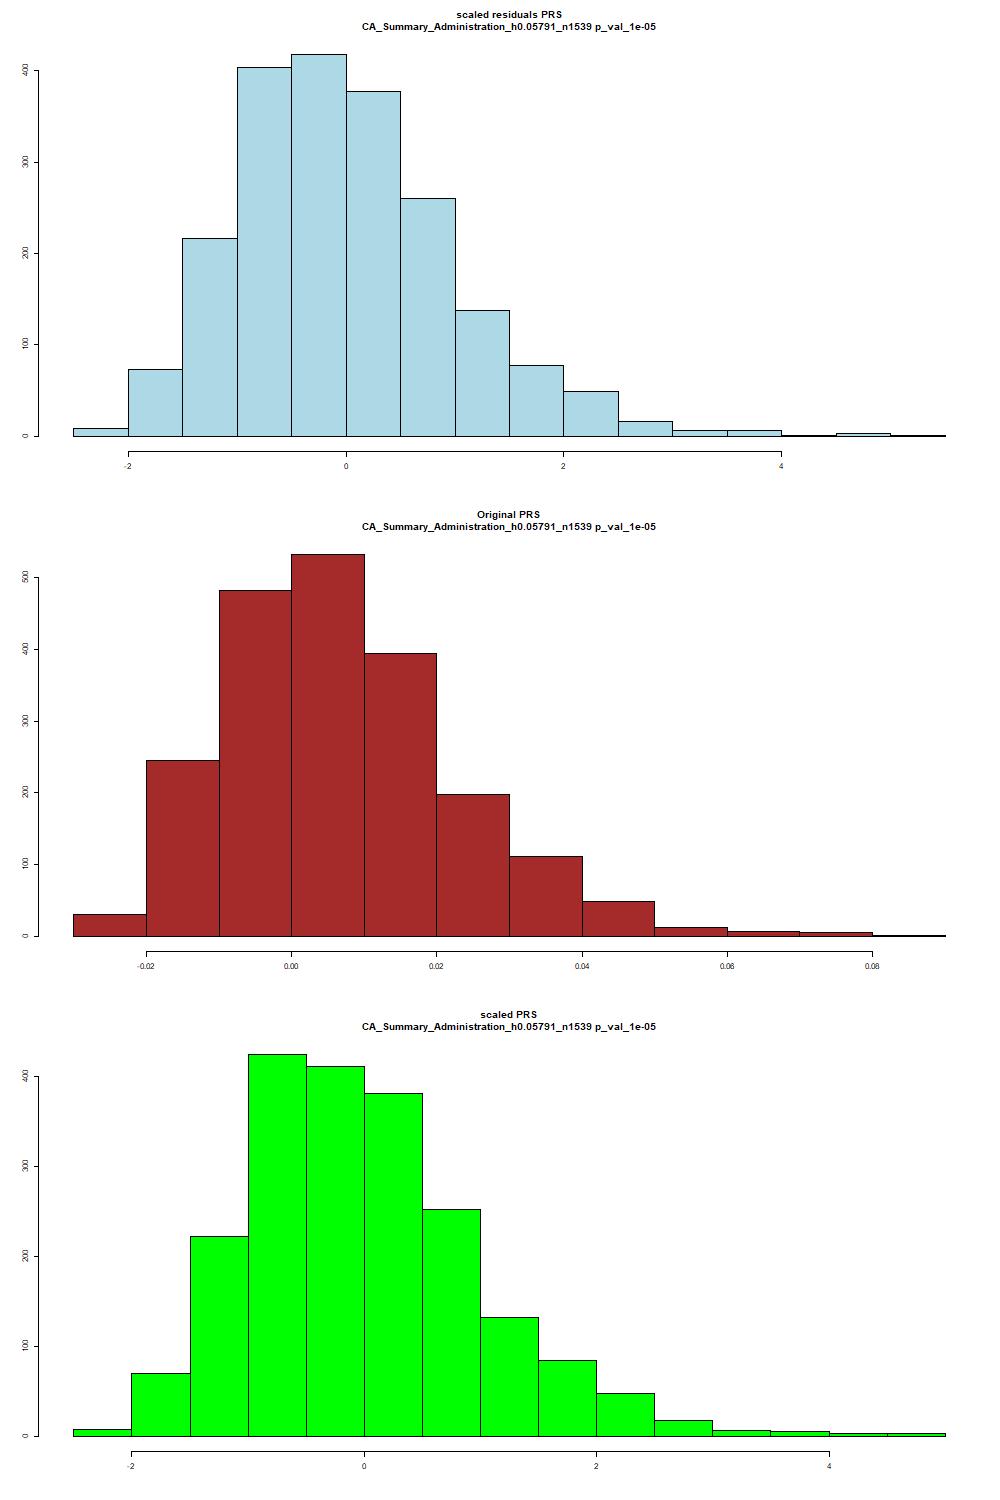 scaled residuals PRS
CA_Summary_Administration_h0.05791_n1539 p_val_1e-05
400
300
200
100
0
-2 0 2 4
Original PRS
CA_Summary_Administration_h0.05791_n1539 p_val_1e-05
500
400
300
200
100
0
-0.02 0.00 0.02 0.04 0.06 0.08
scaled PRS
CA_Summary_Administration_h0.05791_n1539 p_val_1e-05
400
300
200
100
0
-2 0 2 4